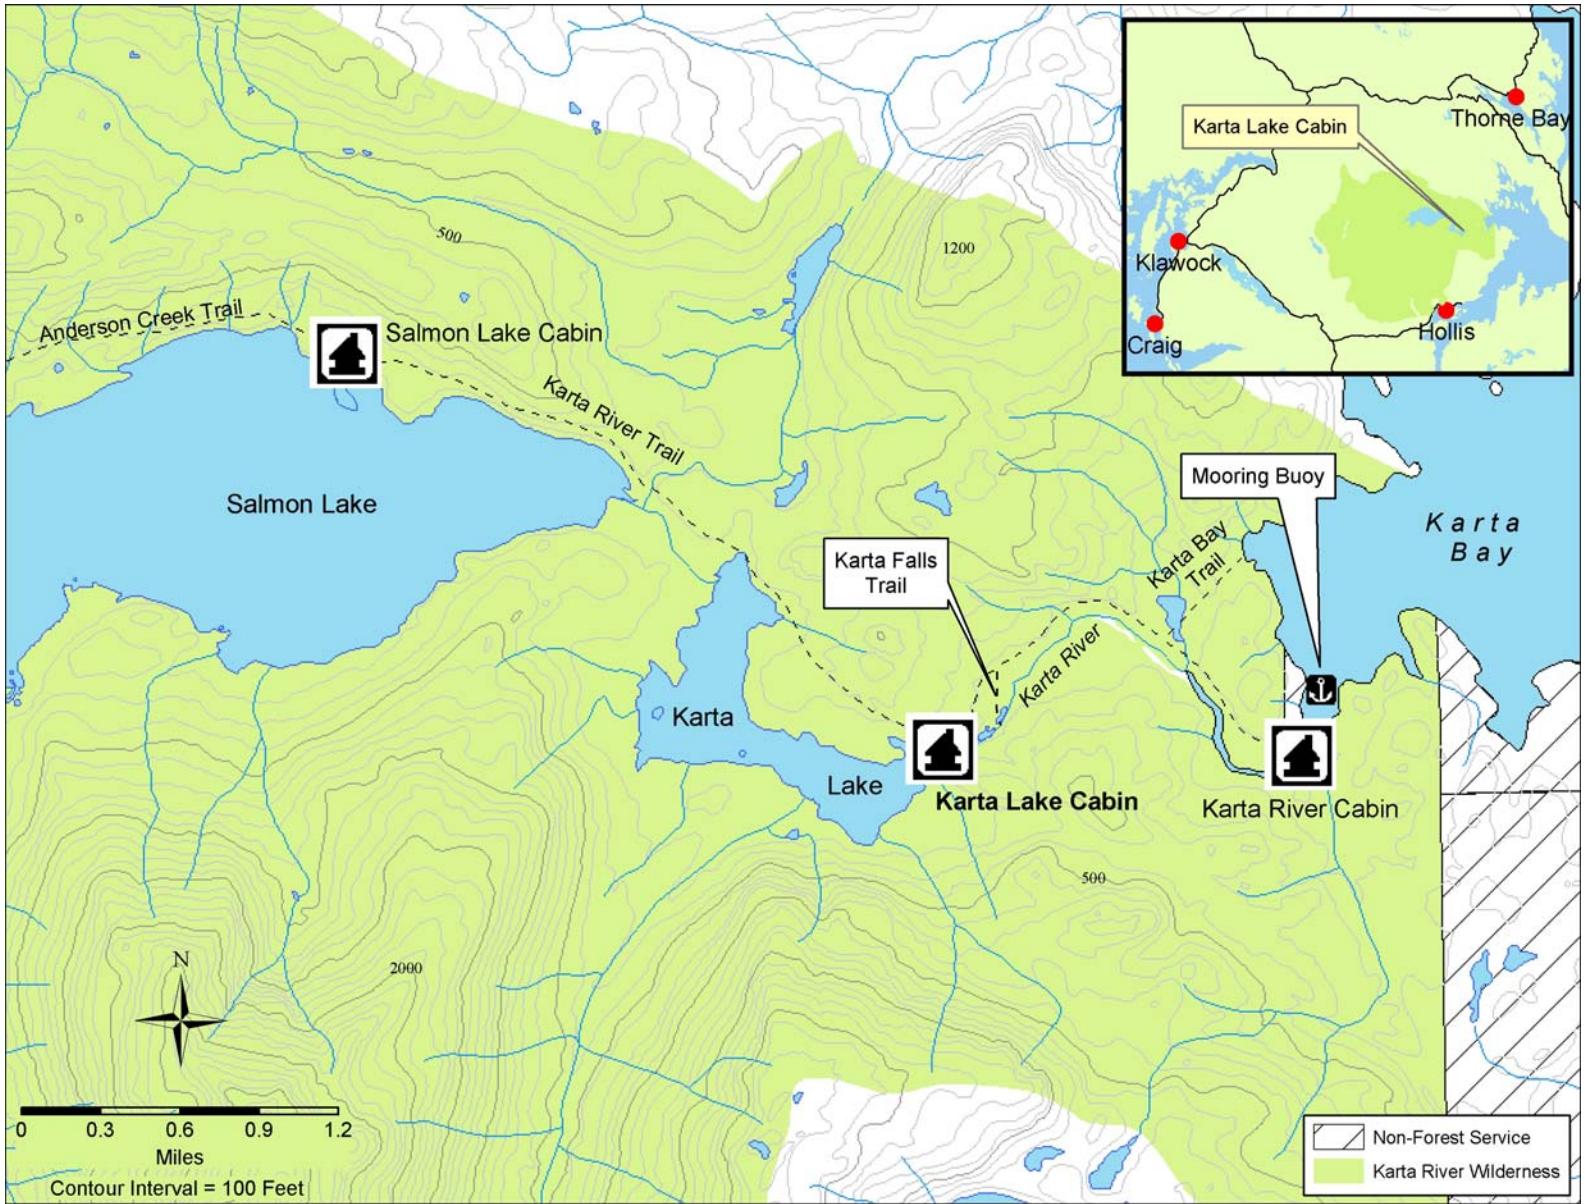 Thorne Bay
Karta Lake Cabin
Klawock
Craig
Hollis
500
1200
Anderson Creek Trail
Salmon Lake Cabin
Karta River Trail
Salmon Lake
Mooring Buoy
Karta
Bay
Karta Bay
Trail
Karta Falls
Trail
Karta River
Karta
Lake
Karta Lake Cabin
Karta River Cabin
500
2000
N
0 0.3 0.6 0.9 1.2
Miles
Contour Interval = 100 Feet
Non-Forest Service
Karta River Wilderness